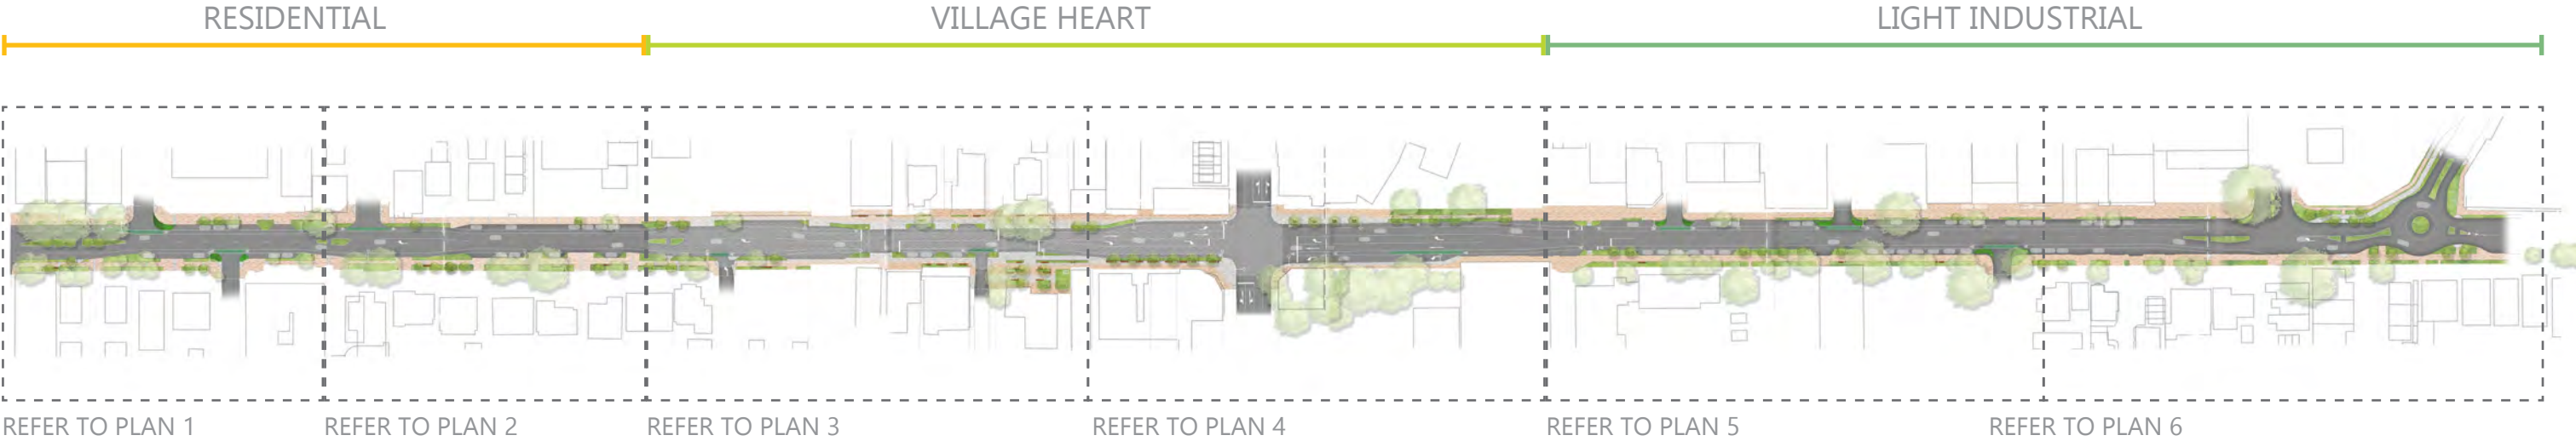 RESIDENTIAL
VILLAGE HEART
LIGHT INDUSTRIAL
REFER TO PLAN 1
REFER TO PLAN 2
REFER TO PLAN 3
REFER TO PLAN 4
REFER TO PLAN 5
REFER TO PLAN 6